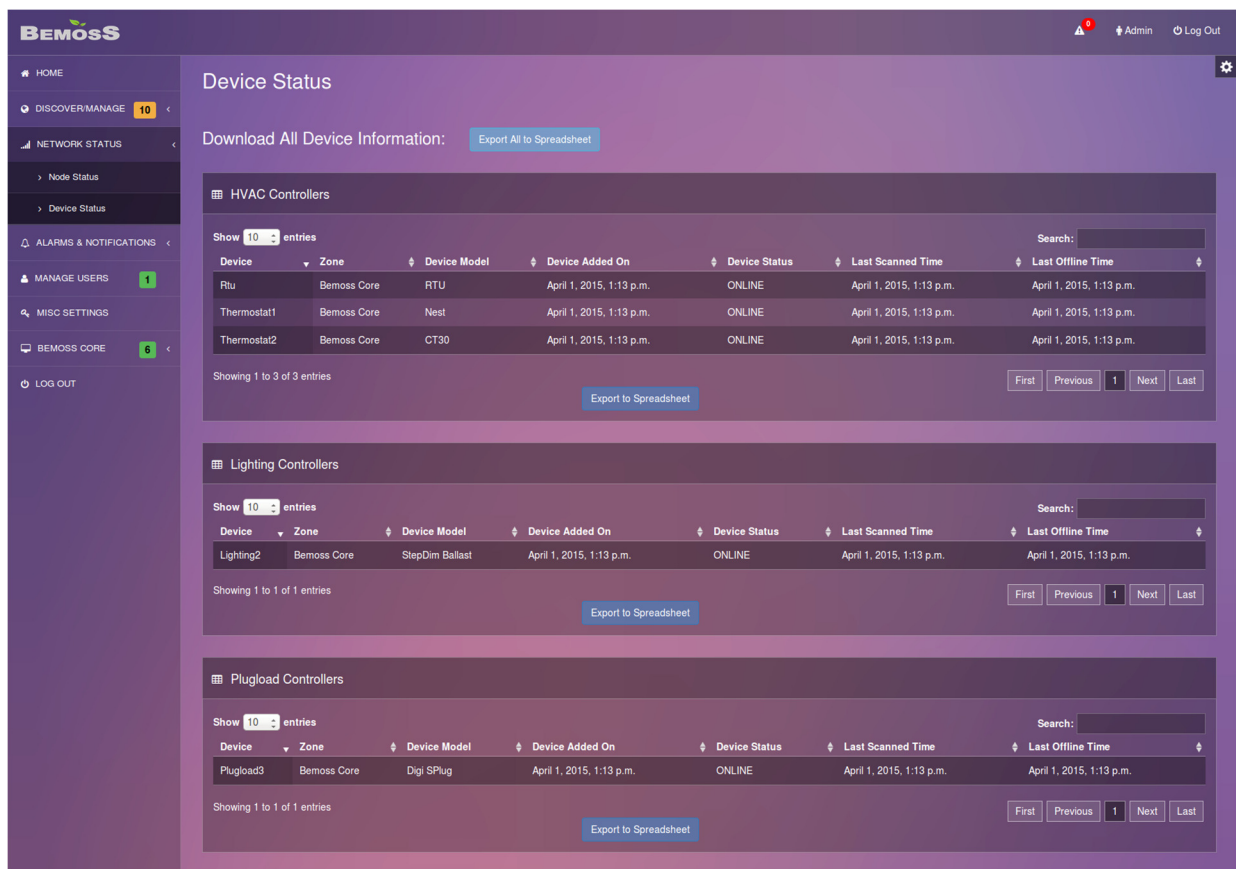 BEMOSS
0
Admin
Log Out
HOME
DISCOVER/MANAGE 10
NETWORK STATUS
Node Status
Device Status
ALARMS & NOTIFICATIONS
MANAGE USERS 1
MISC SETTINGS
BEMOSS CORE 6
LOG OUT
Device Status
Download All Device Information: Export All to Spreadsheet
HVAC Controllers
Show 10 entries Search:
Device Zone Device Model Device Added On Device Status Last Scanned Time Last Offline Time
Rtu Bemoss Core RTU April 1, 2015, 1:13 p.m. ONLINE April 1, 2015, 1:13 p.m. April 1, 2015, 1:13 p.m.
Thermostat1 Bemoss Core Nest April 1, 2015, 1:13 p.m. ONLINE April 1, 2015, 1:13 p.m. April 1, 2015, 1:13 p.m.
Thermostat2 Bemoss Core CT30 April 1, 2015, 1:13 p.m. ONLINE April 1, 2015, 1:13 p.m. April 1, 2015, 1:13 p.m.
Showing 1 to 3 of 3 entries First Previous 1 Next Last
Export to Spreadsheet
Lighting Controllers
Show 10 entries Search:
Device Zone Device Model Device Added On Device Status Last Scanned Time Last Offline Time
Lighting2 Bemoss Core StepDim Ballast April 1, 2015, 1:13 p.m. ONLINE April 1, 2015, 1:13 p.m. April 1, 2015, 1:13 p.m.
Showing 1 to 1 of 1 entries First Previous 1 Next Last
Export to Spreadsheet
Plugload Controllers
Show 10 entries Search:
Device Zone Device Model Device Added On Device Status Last Scanned Time Last Offline Time
Plugload3 Bemoss Core Digi SPlug April 1, 2015, 1:13 p.m. ONLINE April 1, 2015, 1:13 p.m. April 1, 2015, 1:13 p.m.
Showing 1 to 1 of 1 entries First Previous 1 Next Last
Export to Spreadsheet